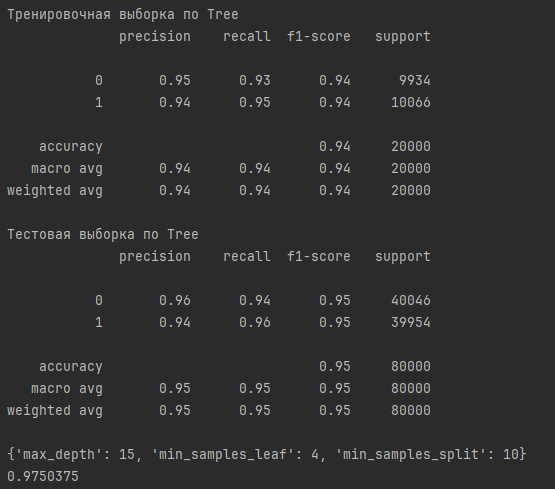 Тренировочная выборка по Tree
precision recall f1-score support
0 0.95 0.93 0.94 9934
1 0.94 0.95 0.94 10066
accuracy 0.94 20000
macro avg 0.94 0.94 0.94 20000
weighted avg 0.94 0.94 0.94 20000
Тестовая выборка по Tree
precision recall f1-score support
0 0.96 0.94 0.95 40046
1 0.94 0.96 0.95 39954
accuracy 0.95 80000
macro avg 0.95 0.95 0.95 80000
weighted avg 0.95 0.95 0.95 80000
{'max_depth': 15, 'min_samples_leaf': 4, 'min_samples_split': 10}
0.9750375